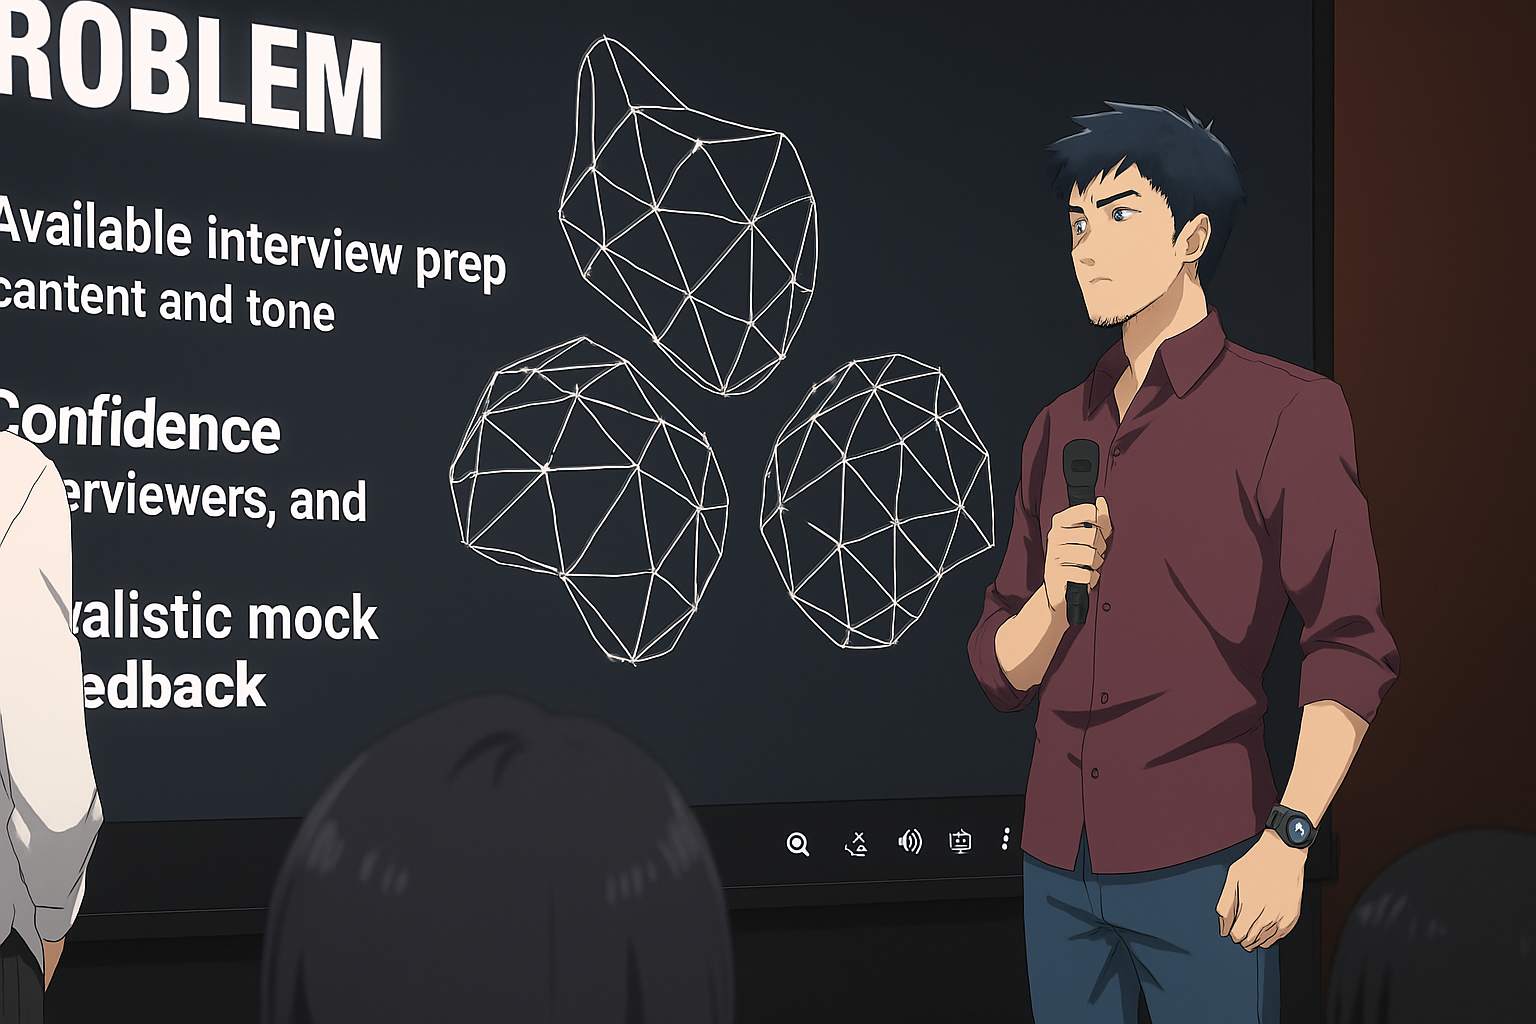 ROBLEM
Available interview prep
cantent and tone
Confidence
erviewers, and
alistic mock
edback